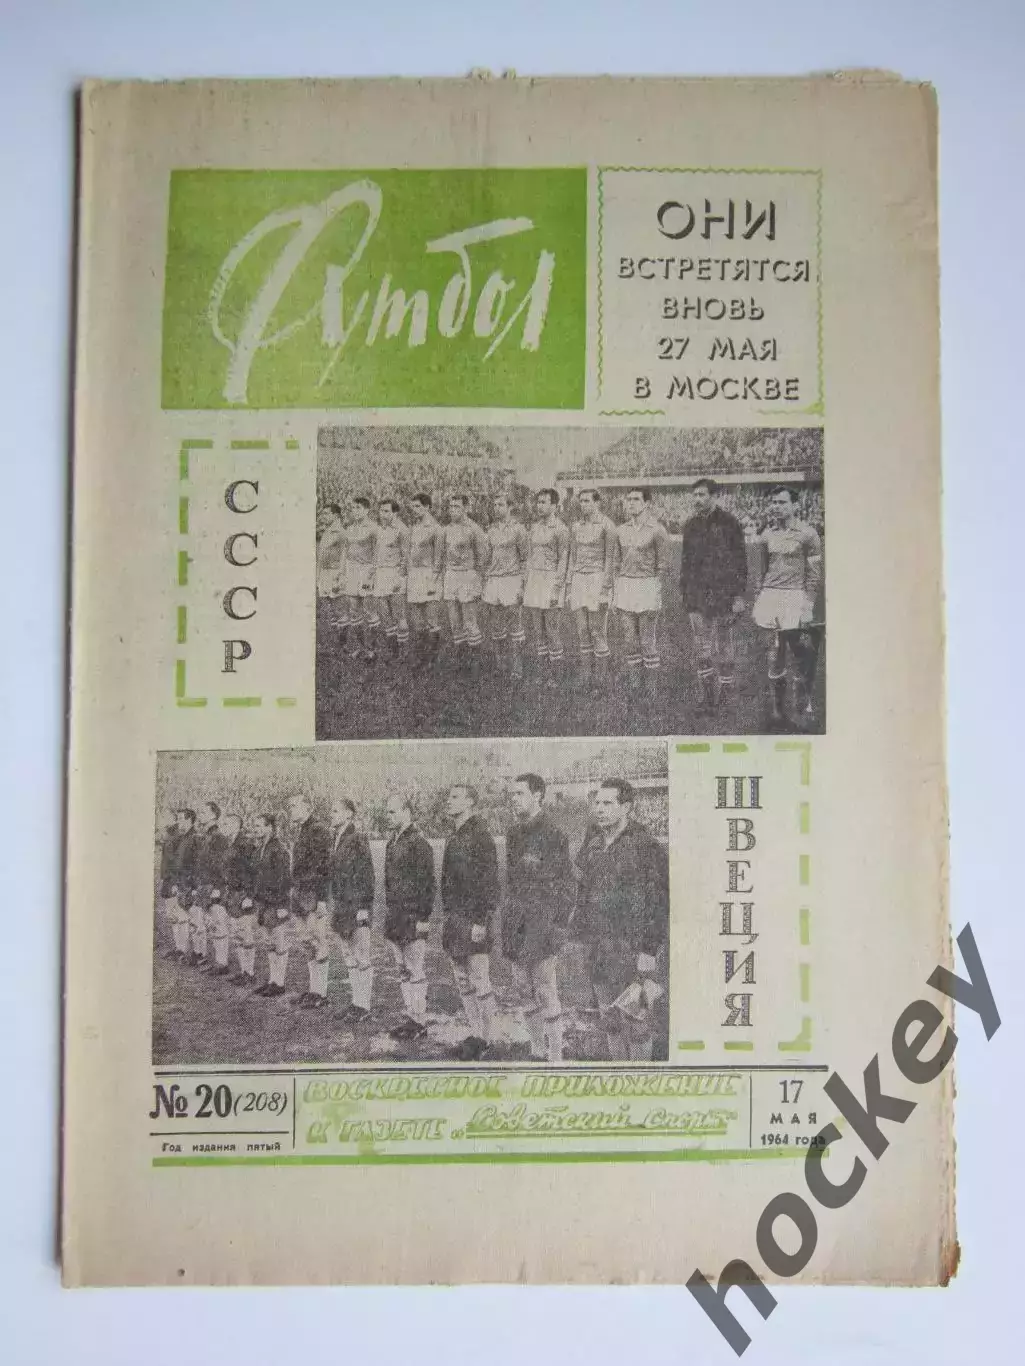 Футбол
ОНИ
ВСТРЕТЯТСЯ
ВНОВЬ
27 МАЯ
В МОСКВЕ
СССР
ШВЕЦИЯ
№ 20 (208)
Год издания пятый
ВОСКРЕСНОЕ ПРИЛОЖЕНИЕ
К ГАЗЕТЕ „Советский Спорт"
17
МАЯ
1964 года
hockey